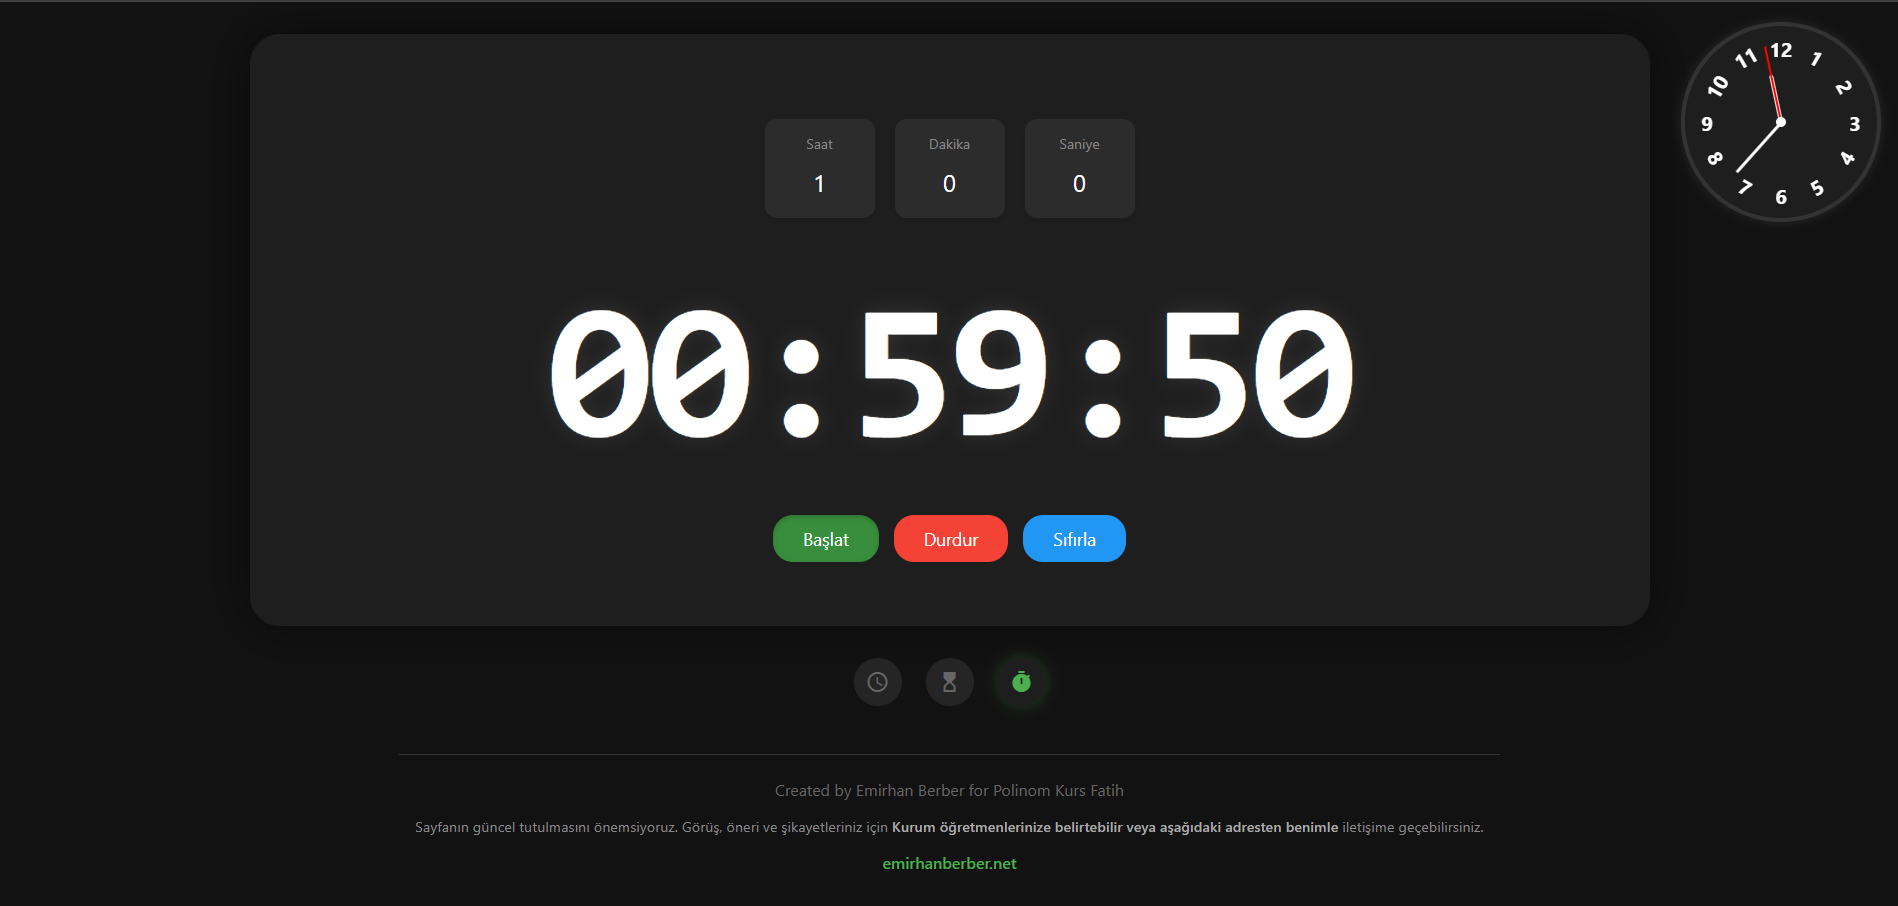 Saat
1
Dakika
0
Saniye
0
00:59:50
Başlat
Durdur
Sıfırla
12
1
2
3
4
5
6
7
8
9
10
11
Created by Emirhan Berber for Polinom Kurs Fatih
Sayfanın güncel tutulmasını önemsiyoruz. Görüş, öneri ve şikayetleriniz için Kurum öğretmenlerinize belirtebilir veya aşağıdaki adresten benimle iletişime geçebilirsiniz.
emirhanberber.net